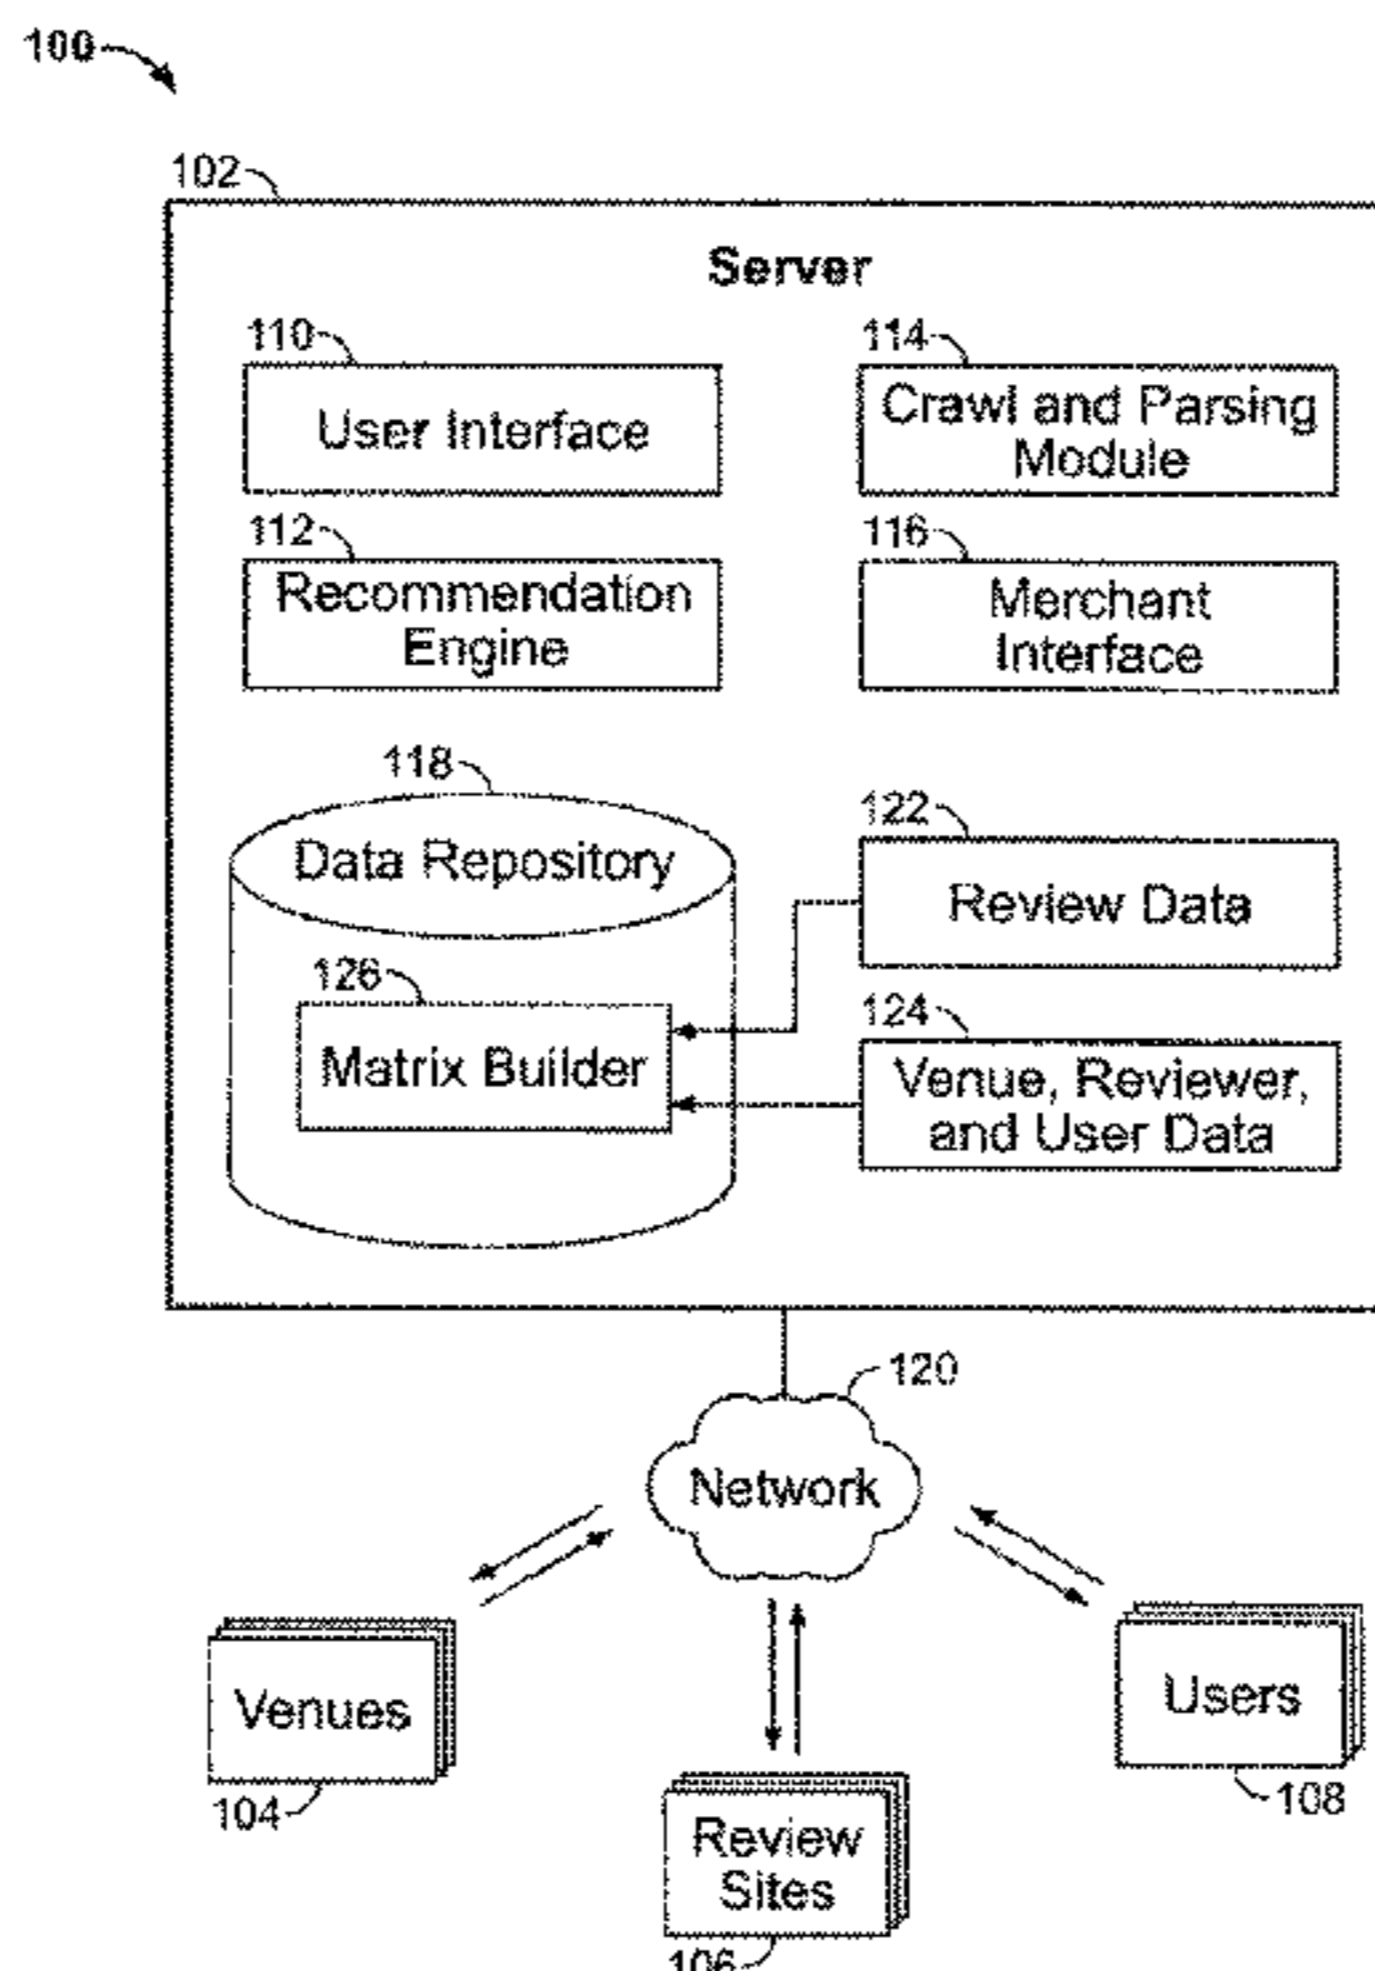 100
102
Server
110
User Interface
114
Crawl and Parsing
Module
112
Recommendation
Engine
116
Merchant
Interface
118
Data Repository
126
Matrix Builder
122
Review Data
124
Venue, Reviewer,
and User Data
120
Network
Venues
104
Review
Sites
106
Users
108